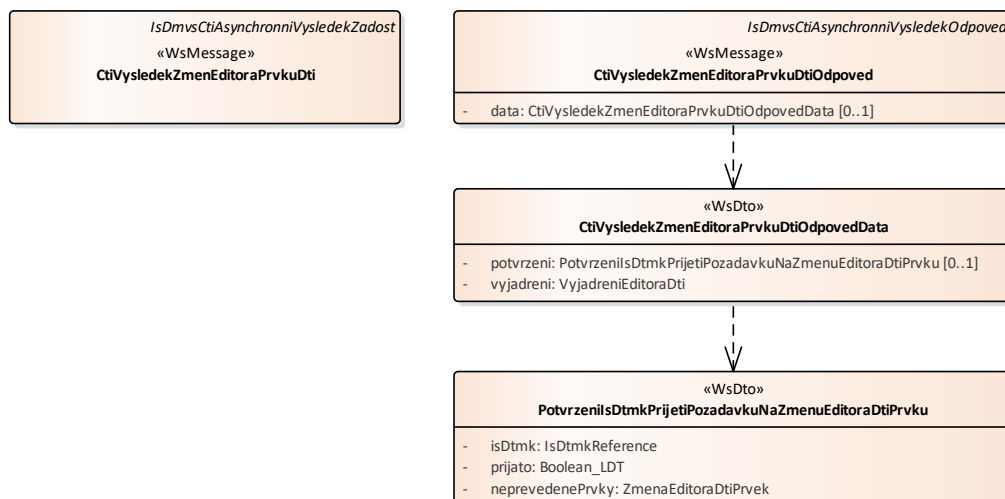 IsDmvsCtiAsynchronniVysledekZadost
«WsMessage»
CtiVysledekZmenEditoraPrvkuDti
IsDmvsCtiAsynchronniVysledekOdpoved
«WsMessage»
CtiVysledekZmenEditoraPrvkuDtiOdpoved
- data: CtiVysledekZmenEditoraPrvkuDtiOdpovedData [0..1]
«WsDto»
CtiVysledekZmenEditoraPrvkuDtiOdpovedData
- potvrzeni: PotvrzeniIsDtmkPrijetiPozadavkuNaZmenuEditoraDtiPrvku [0..1]
- vyjadreni: VyjadreniEditoraDti
«WsDto»
PotvrzeniIsDtmkPrijetiPozadavkuNaZmenuEditoraDtiPrvku
- isDtmk: IsDtmkReference
- prijato: Boolean_LDT
- neprevedenePrvky: ZmenaEditoraDtiPrvek